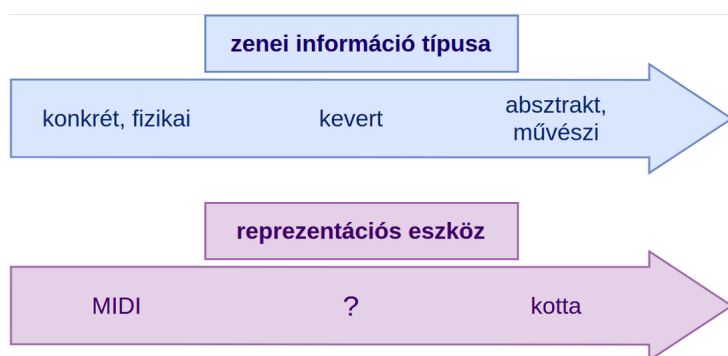 zenei információ típusa
konkrét, fizikai
kevert
absztrakt,
művészi
reprezentációs eszköz
MIDI
?
kotta